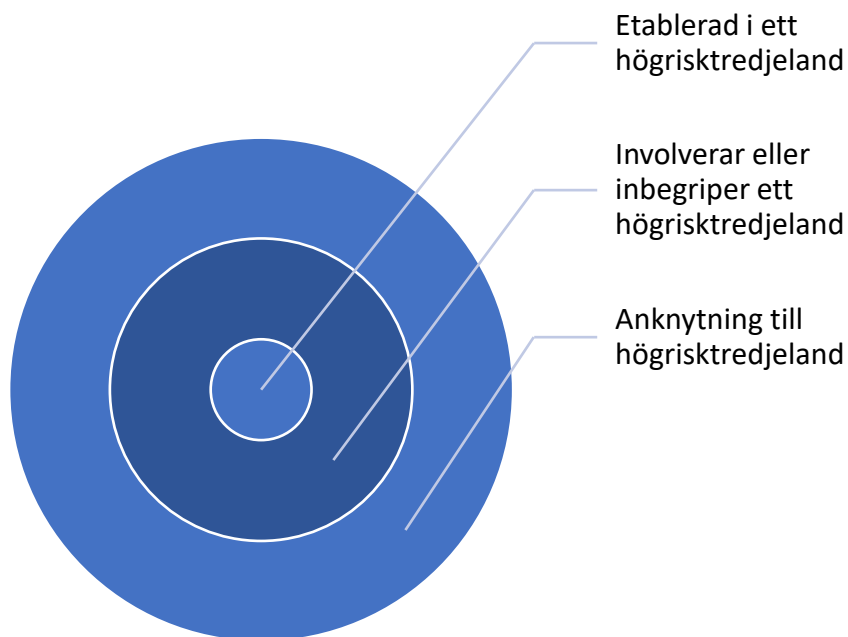 Etablerad i ett
högrisktredjeland
Involverar eller
inbegriper ett
högrisktredjeland
Anknytning till
högrisktredjeland